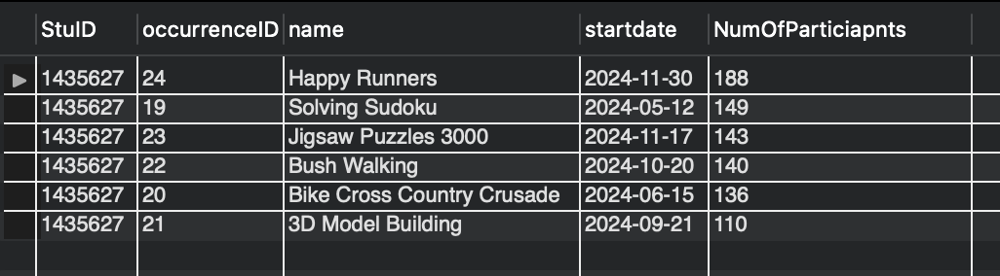 StuID occurrenceID name startdate NumOfParticiapnts
1435627 24 Happy Runners 2024-11-30 188
1435627 19 Solving Sudoku 2024-05-12 149
1435627 23 Jigsaw Puzzles 3000 2024-11-17 143
1435627 22 Bush Walking 2024-10-20 140
1435627 20 Bike Cross Country Crusade 2024-06-15 136
1435627 21 3D Model Building 2024-09-21 110